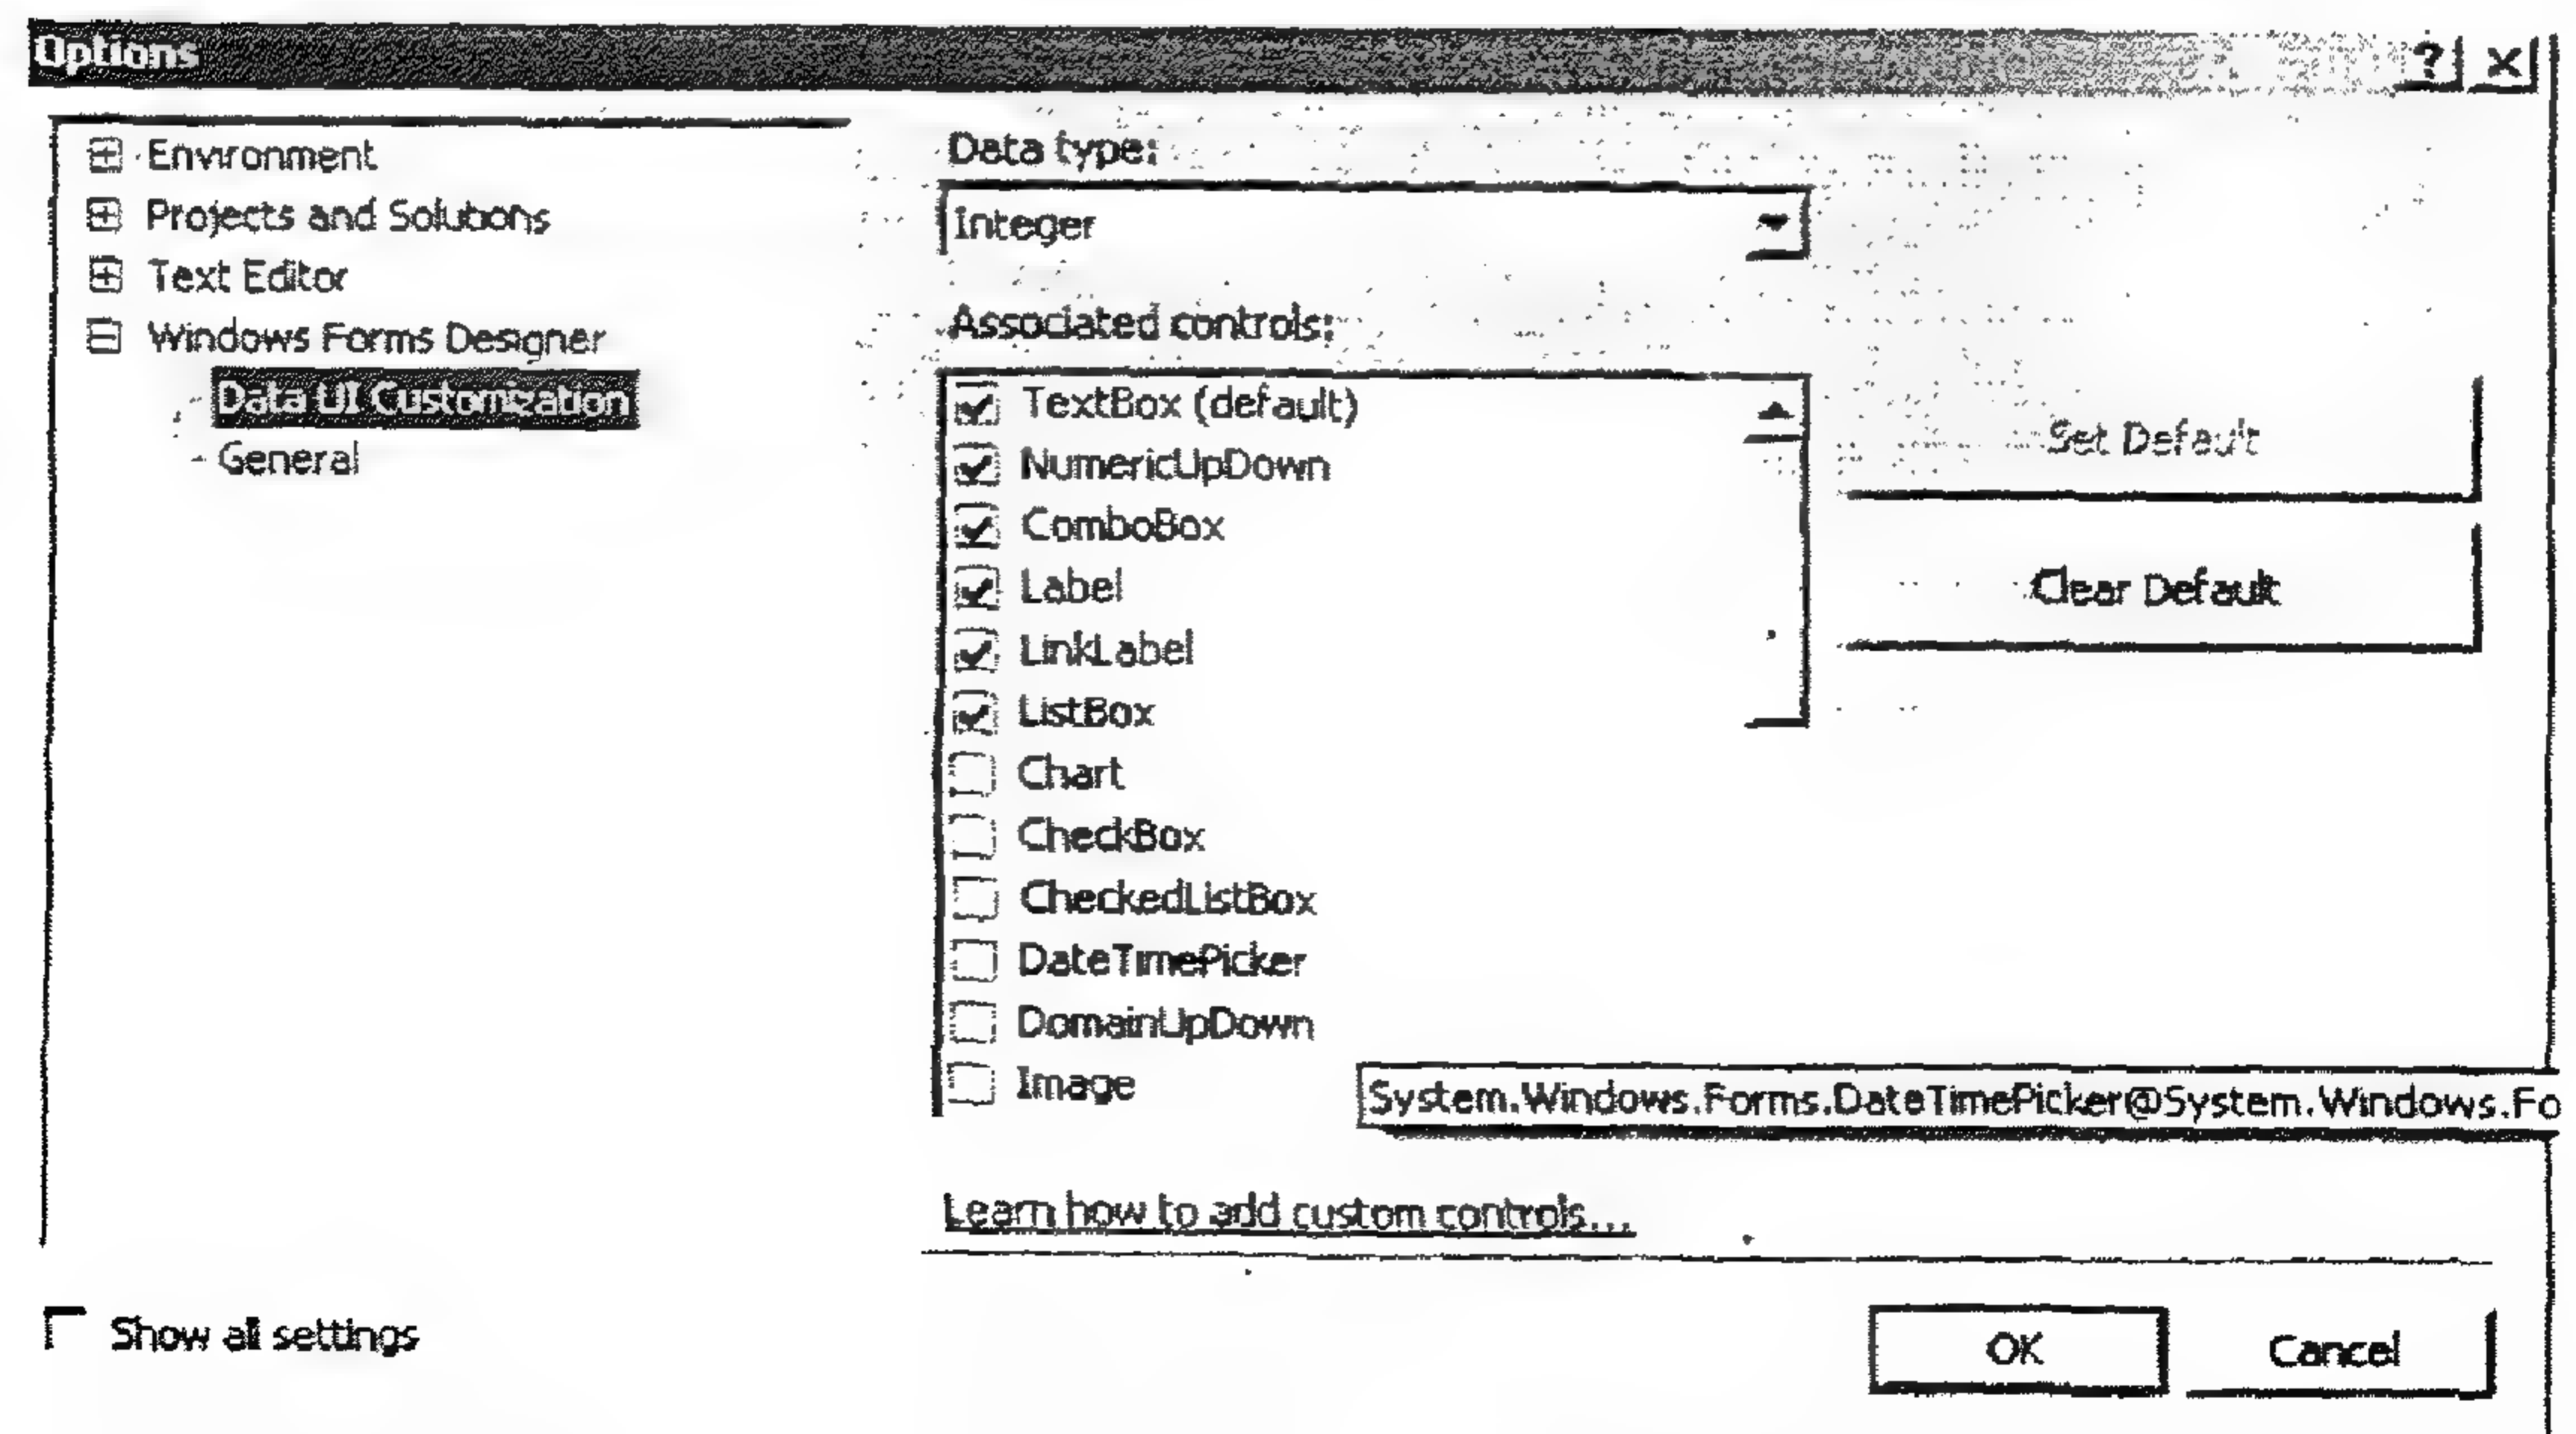 Options
Environment
Projects and Solutions
Text Editor
Windows Forms Designer
Data UI Customization
General
Data type:
Integer
Associated controls:
TextBox (default)
NumericUpDown
ComboBox
Label
LinkLabel
ListBox
Chart
CheckBox
CheckedListBox
DateTimePicker
DomainUpDown
Image
System.Windows.Forms.DateTimePicker@System.Windows.Fo
Set Default
Clear Default
Learn how to add custom controls...
Show all settings
OK
Cancel